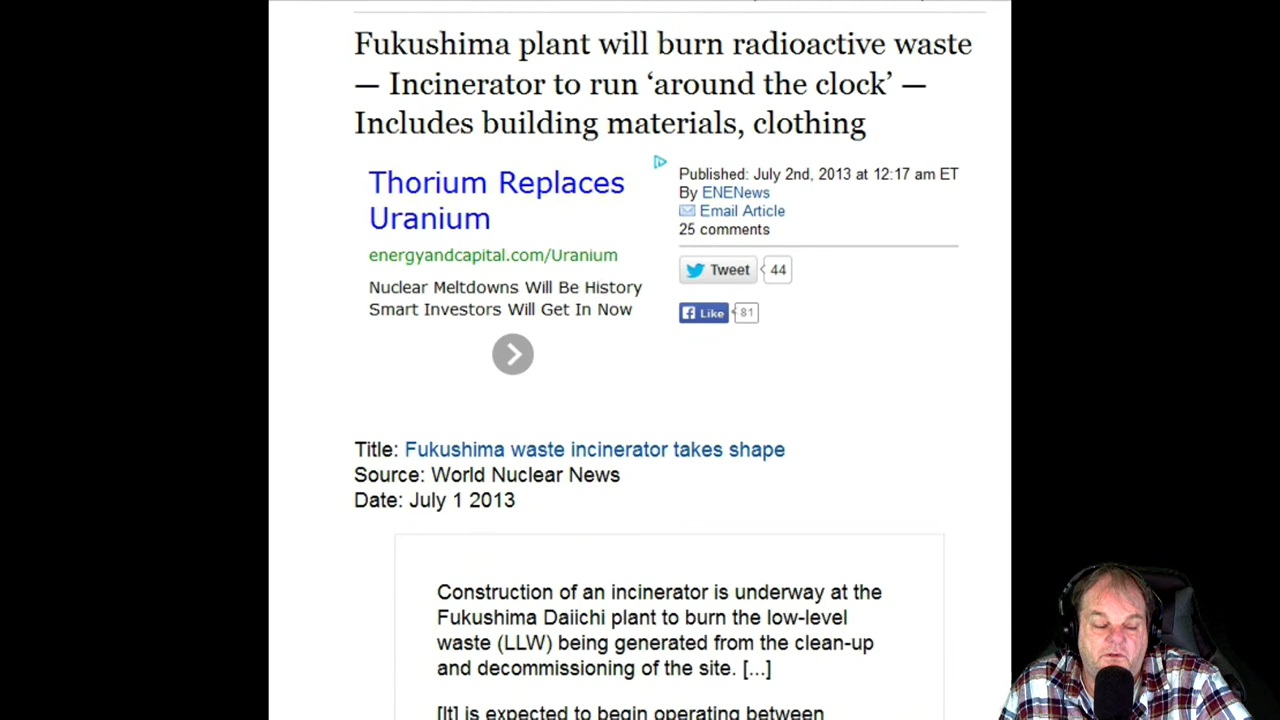 Fukushima plant will burn radioactive waste
— Incinerator to run ‘around the clock’ —
Includes building materials, clothing
Thorium Replaces
Uranium
energyandcapital.com/Uranium
Nuclear Meltdowns Will Be History
Smart Investors Will Get In Now
Published: July 2nd, 2013 at 12:17 am ET
By ENENews
Email Article
25 comments
Tweet 44
Like 81
Title: Fukushima waste incinerator takes shape
Source: World Nuclear News
Date: July 1 2013
Construction of an incinerator is underway at the
Fukushima Daiichi plant to burn the low-level
waste (LLW) being generated from the clean-up
and decommissioning of the site. [...]
[It] is expected to begin operating between